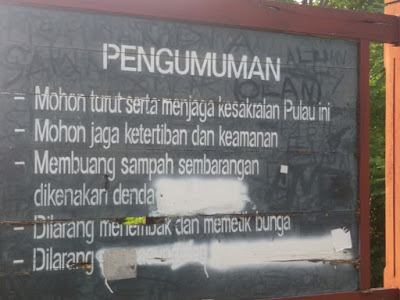 PENGUMUMAN
- Mohon turut serta menjaga kesakralan Pulau ini
- Mohon jaga ketertiban dan keamanan
- Membuang sampah sembarangan
dikenakan denda
- Dilarang menembak dan memetik bunga
- Dilarang